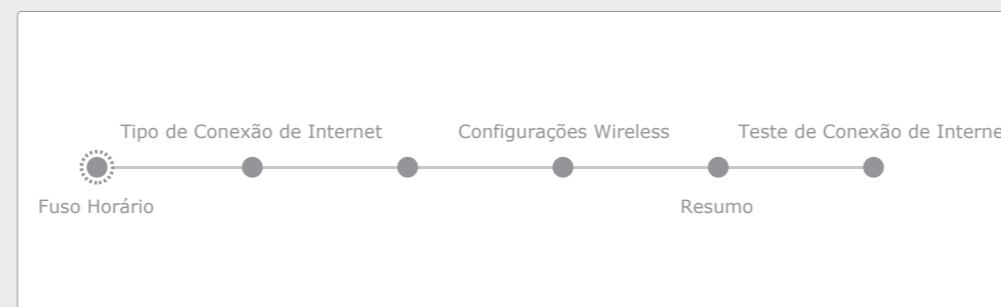 Tipo de Conexão de Internet
Configurações Wireless
Teste de Conexão de Interne
Fuso Horário
Resumo